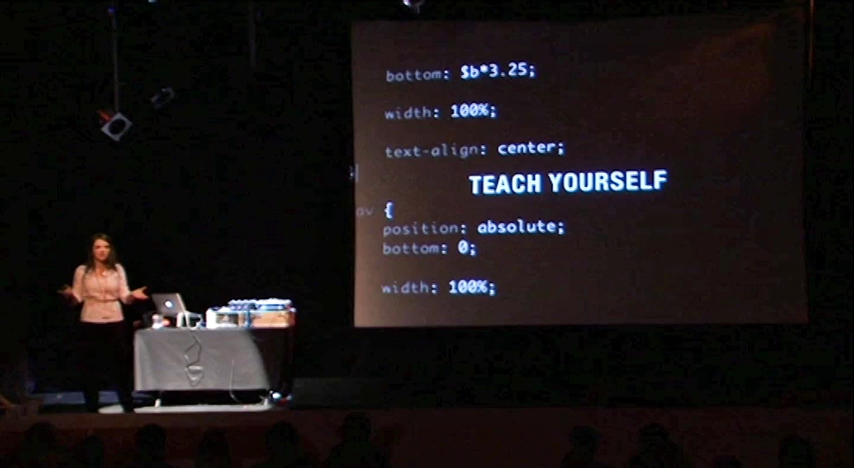 bottom: $b*3.25;
width: 100%;
text-align: center;
TEACH YOURSELF
av {
position: absolute;
bottom: 0;
width: 100%;